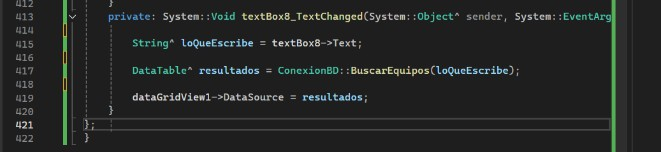 412 }
413 private: System::Void textBox8_TextChanged(System::Object^ sender, System::EventArg
414
415 String^ loQueEscribe = textBox8->Text;
416
417 DataTable^ resultados = ConexionBD::BuscarEquipos(loQueEscribe);
418
419 dataGridView1->DataSource = resultados;
420 }
421 };
422 }